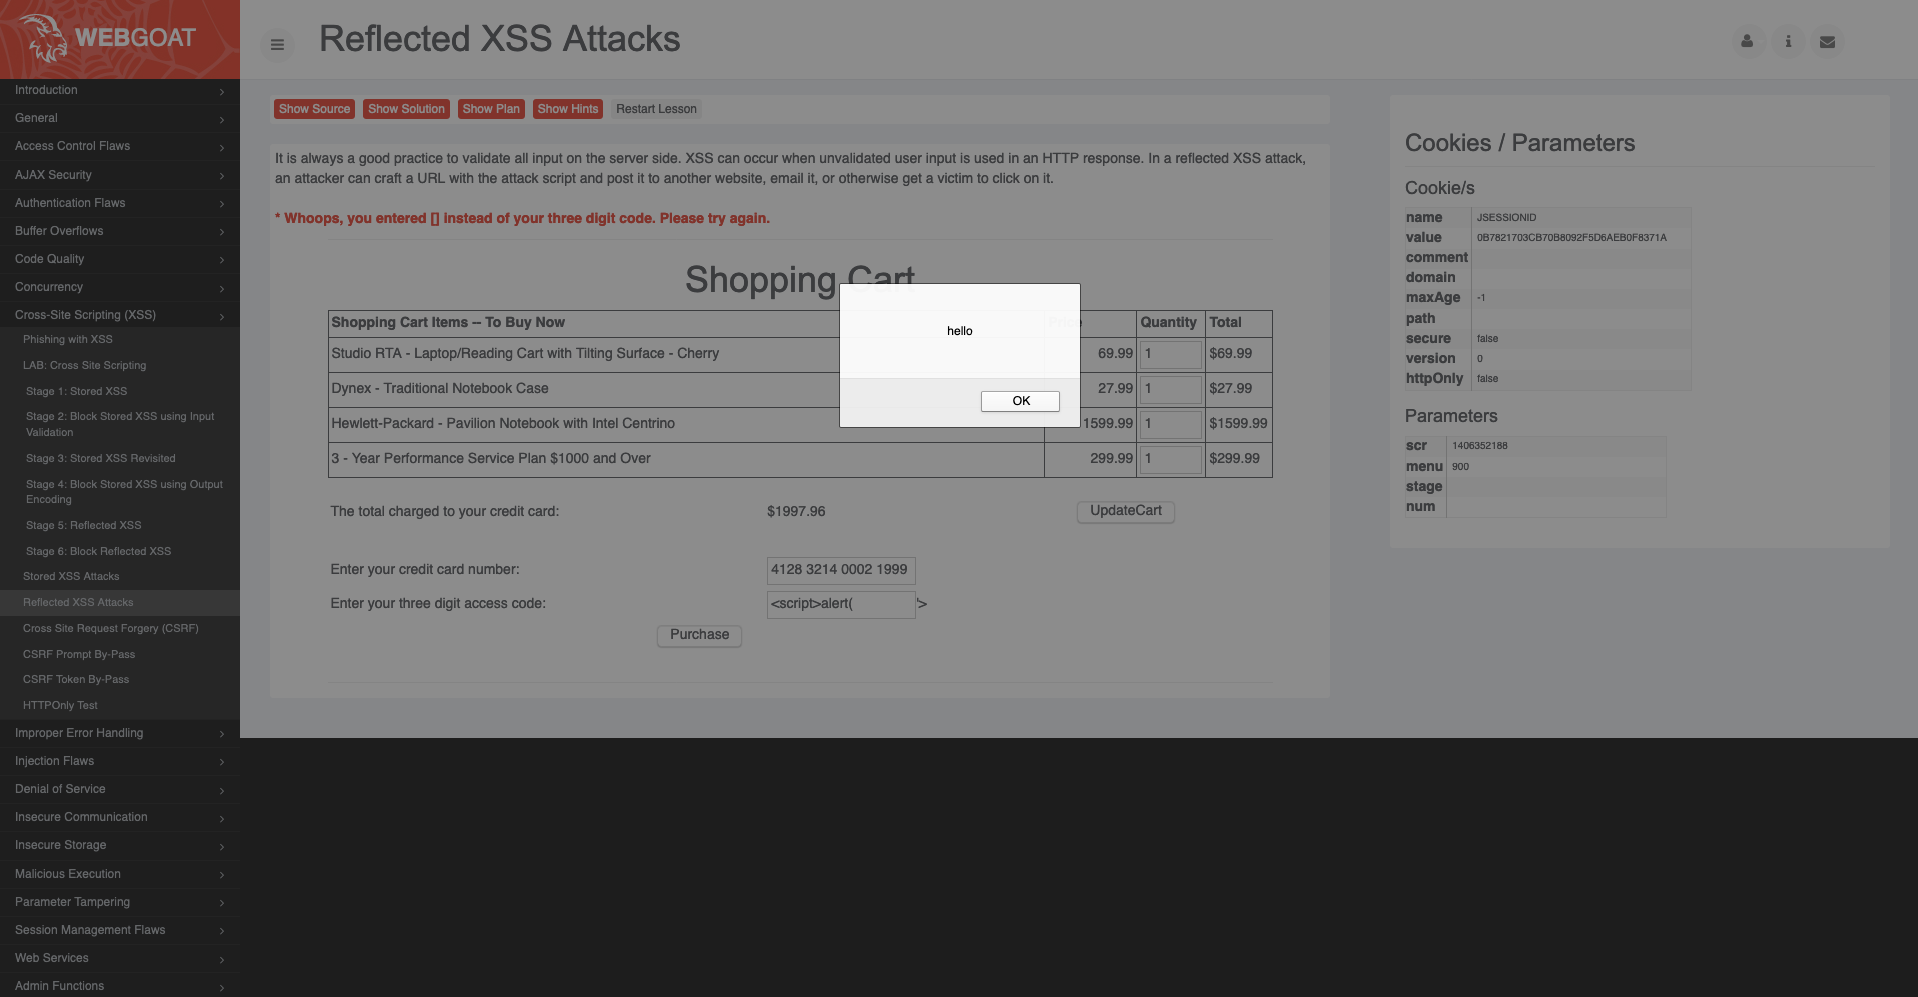 WEBGOAT
Reflected XSS Attacks
Introduction
General
Access Control Flaws
AJAX Security
Authentication Flaws
Buffer Overflows
Code Quality
Concurrency
Cross-Site Scripting (XSS)
Phishing with XSS
LAB: Cross Site Scripting
Stage 1: Stored XSS
Stage 2: Block Stored XSS using Input
Validation
Stage 3: Stored XSS Revisited
Stage 4: Block Stored XSS using Output
Encoding
Stage 5: Reflected XSS
Stage 6: Block Reflected XSS
Stored XSS Attacks
Reflected XSS Attacks
Cross Site Request Forgery (CSRF)
CSRF Prompt By-Pass
CSRF Token By-Pass
HTTPOnly Test
Improper Error Handling
Injection Flaws
Denial of Service
Insecure Communication
Insecure Storage
Malicious Execution
Parameter Tampering
Session Management Flaws
Web Services
Admin Functions
Show Source Show Solution Show Plan Show Hints Restart Lesson
It is always a good practice to validate all input on the server side. XSS can occur when unvalidated user input is used in an HTTP response. In a reflected XSS attack,
an attacker can craft a URL with the attack script and post it to another website, email it, or otherwise get a victim to click on it.
* Whoops, you entered [] instead of your three digit code. Please try again.
Shopping Cart
Shopping Cart Items -- To Buy Now Price Quantity Total
Studio RTA - Laptop/Reading Cart with Tilting Surface - Cherry 69.99 1 $69.99
Dynex - Traditional Notebook Case 27.99 1 $27.99
Hewlett-Packard - Pavilion Notebook with Intel Centrino 1599.99 1 $1599.99
3 - Year Performance Service Plan $1000 and Over 299.99 1 $299.99
hello
OK
The total charged to your credit card: $1997.96 UpdateCart
Enter your credit card number: 4128 3214 0002 1999
Enter your three digit access code: <script>alert( '>
Purchase
Cookies / Parameters
Cookie/s
name JSESSIONID
value 0B7821703CB70B8092F5D6AEB0F8371A
comment
domain
maxAge -1
path
secure false
version 0
httpOnly false
Parameters
scr 1406352188
menu 900
stage
num